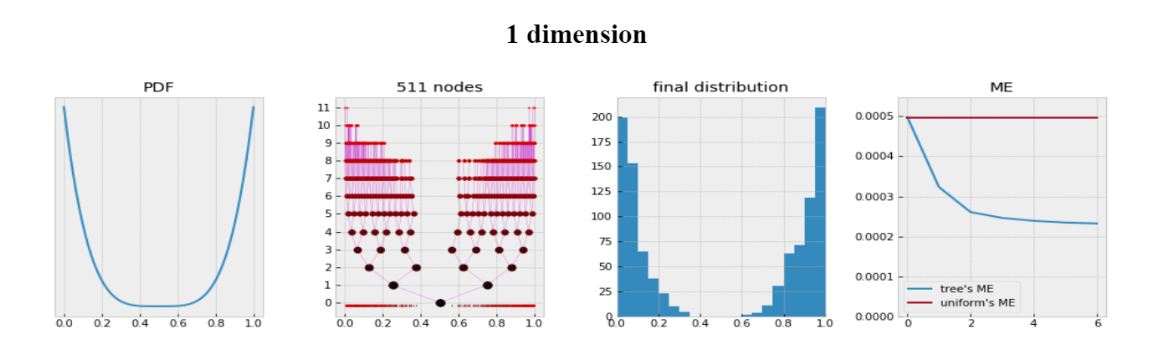 1 dimension
PDF
0.0 0.2 0.4 0.6 0.8 1.0
511 nodes
11
10
9
8
7
6
5
4
3
2
1
0
0.0 0.2 0.4 0.6 0.8 1.0
final distribution
200
175
150
125
100
75
50
25
0
0.0 0.2 0.4 0.6 0.8 1.0
ME
0.0005
0.0004
0.0003
0.0002
0.0001
0.0000
tree's ME
uniform's ME
0 2 4 6